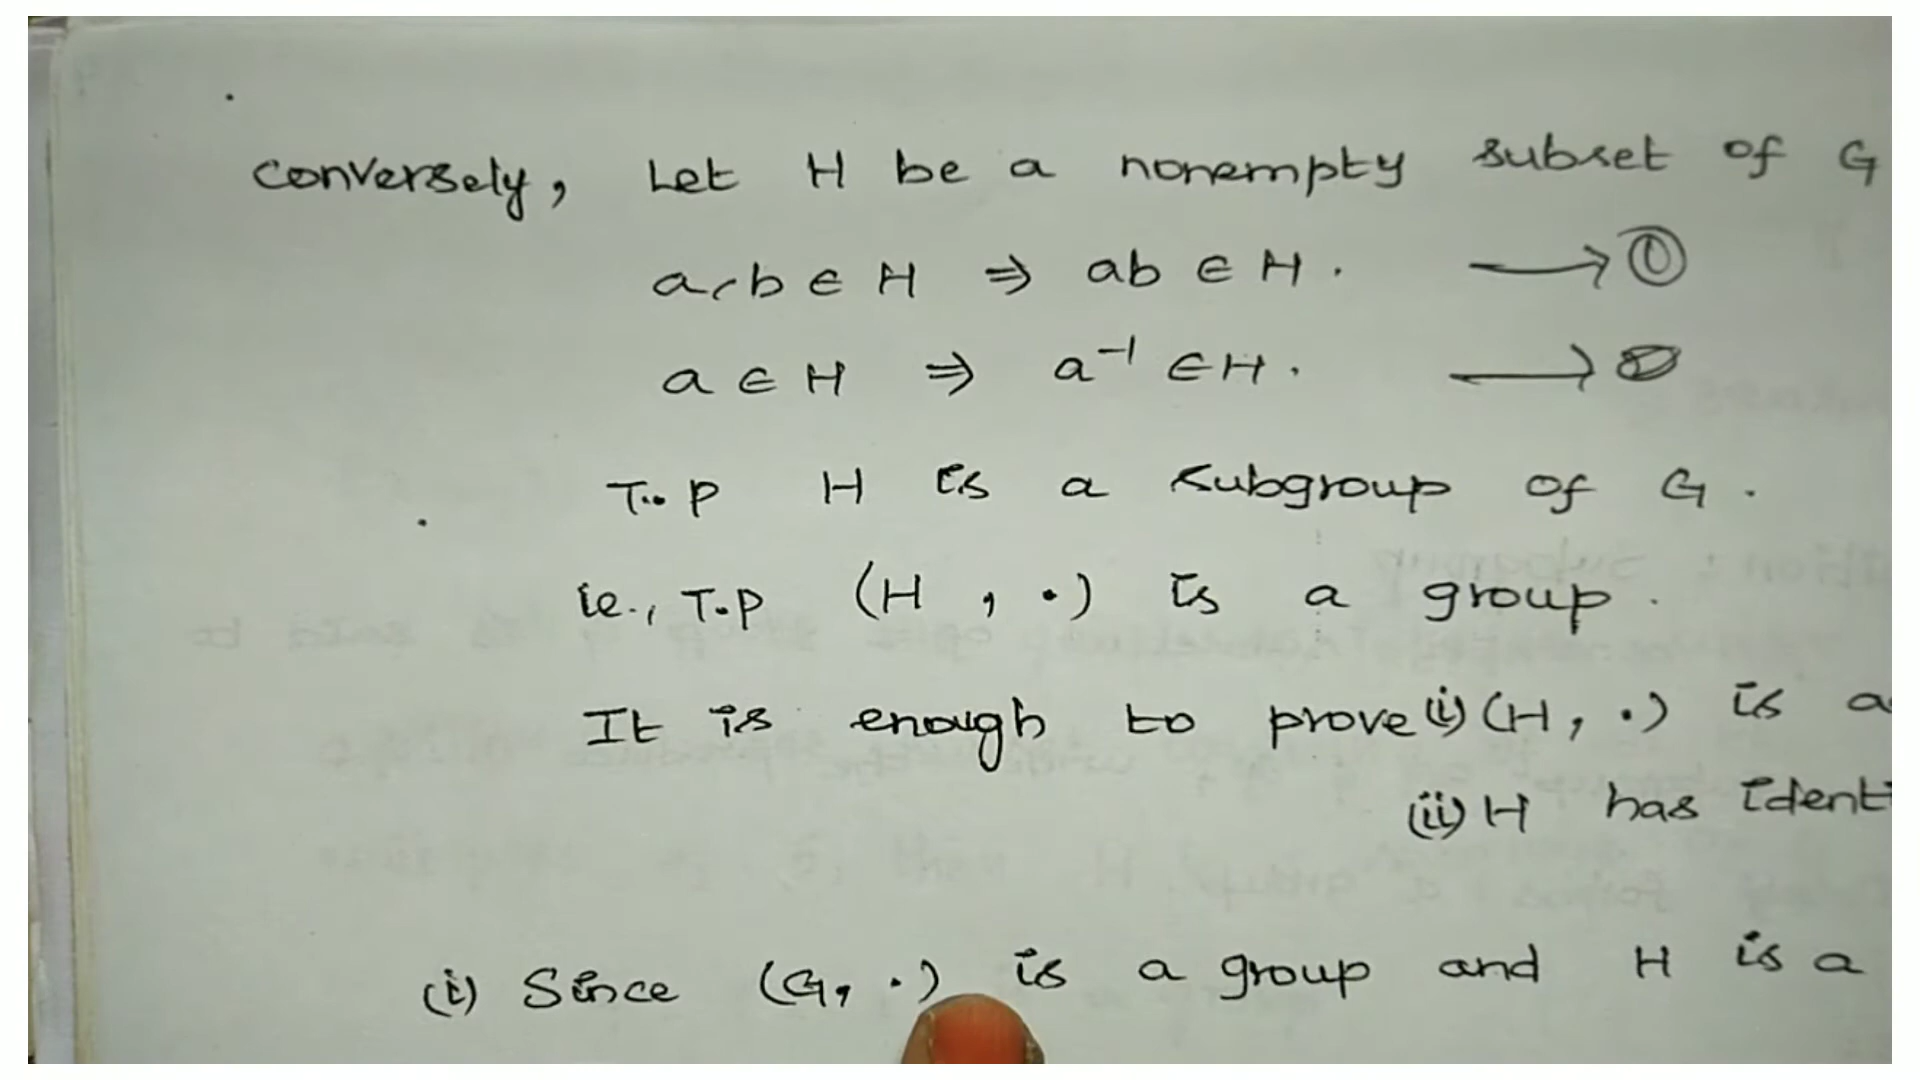 conversely, Let H be a nonempty subset of G
a, b ∈ H ⇒ ab ∈ H. → ①
a ∈ H ⇒ a⁻¹ ∈ H. → ②
T.P H is a subgroup of G.
ie., T.P (H, ·) is a group.
It is enough to prove (i) (H, ·) is a
(ii) H has identi
(i) Since (G, ·) is a group and H is a